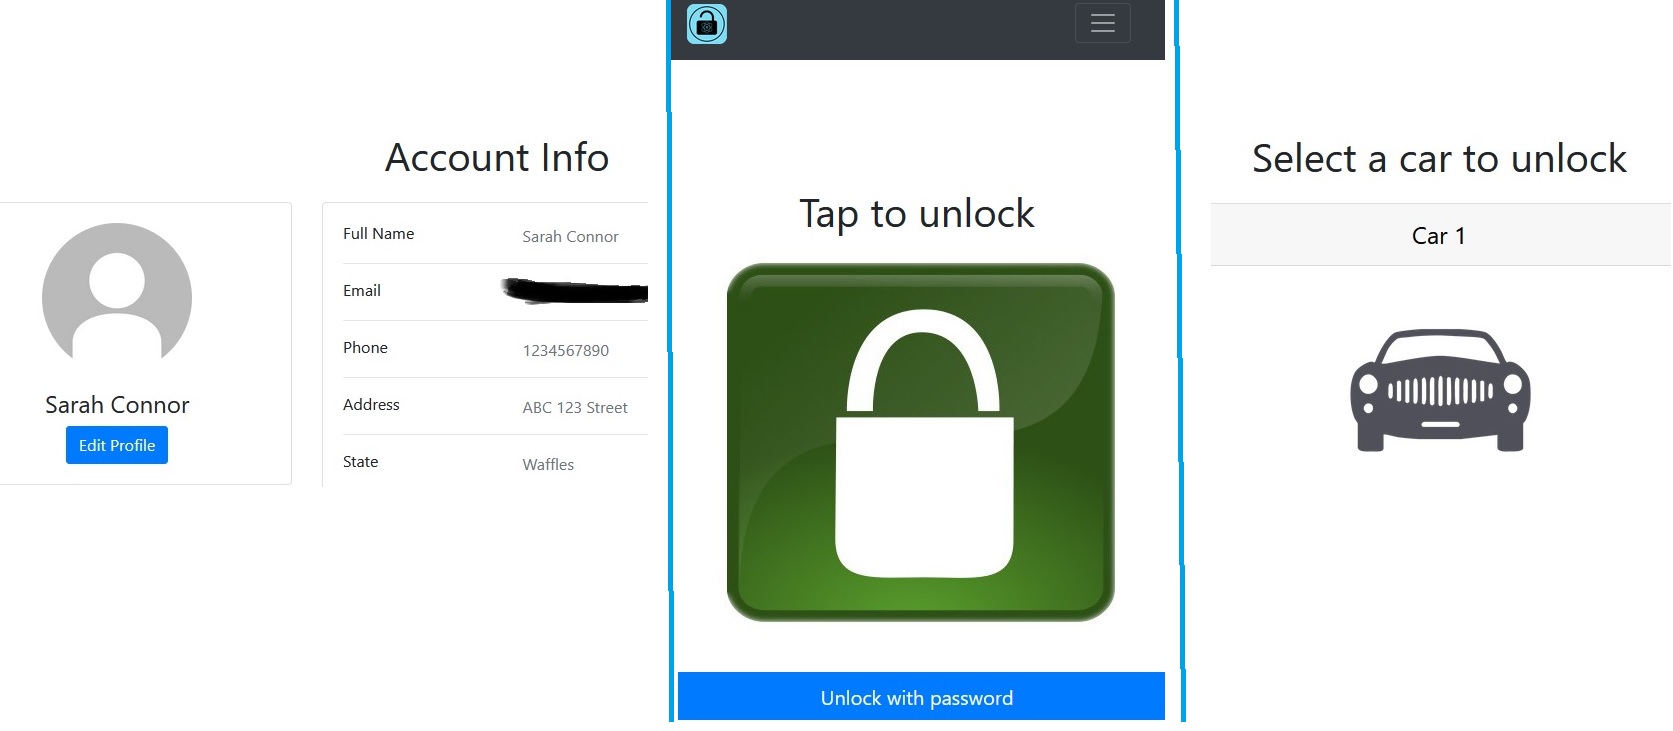 Account Info
Sarah Connor
Edit Profile
Full Name Sarah Connor
Email
Phone 1234567890
Address ABC 123 Street
State Waffles
Tap to unlock
Unlock with password
Select a car to unlock
Car 1